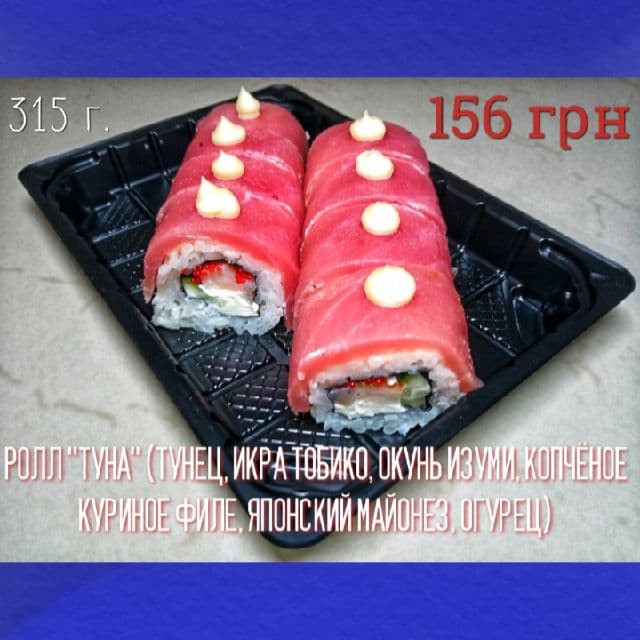 315 г.
156 грн
РОЛЛ "ТУНА" (ТУНЕЦ, ИКРА ТОБИКО, ОКУНЬ ИЗУМИ, КОПЧЁНОЕ
КУРИНОЕ ФИЛЕ, ЯПОНСКИЙ МАЙОНЕЗ, ОГУРЕЦ)